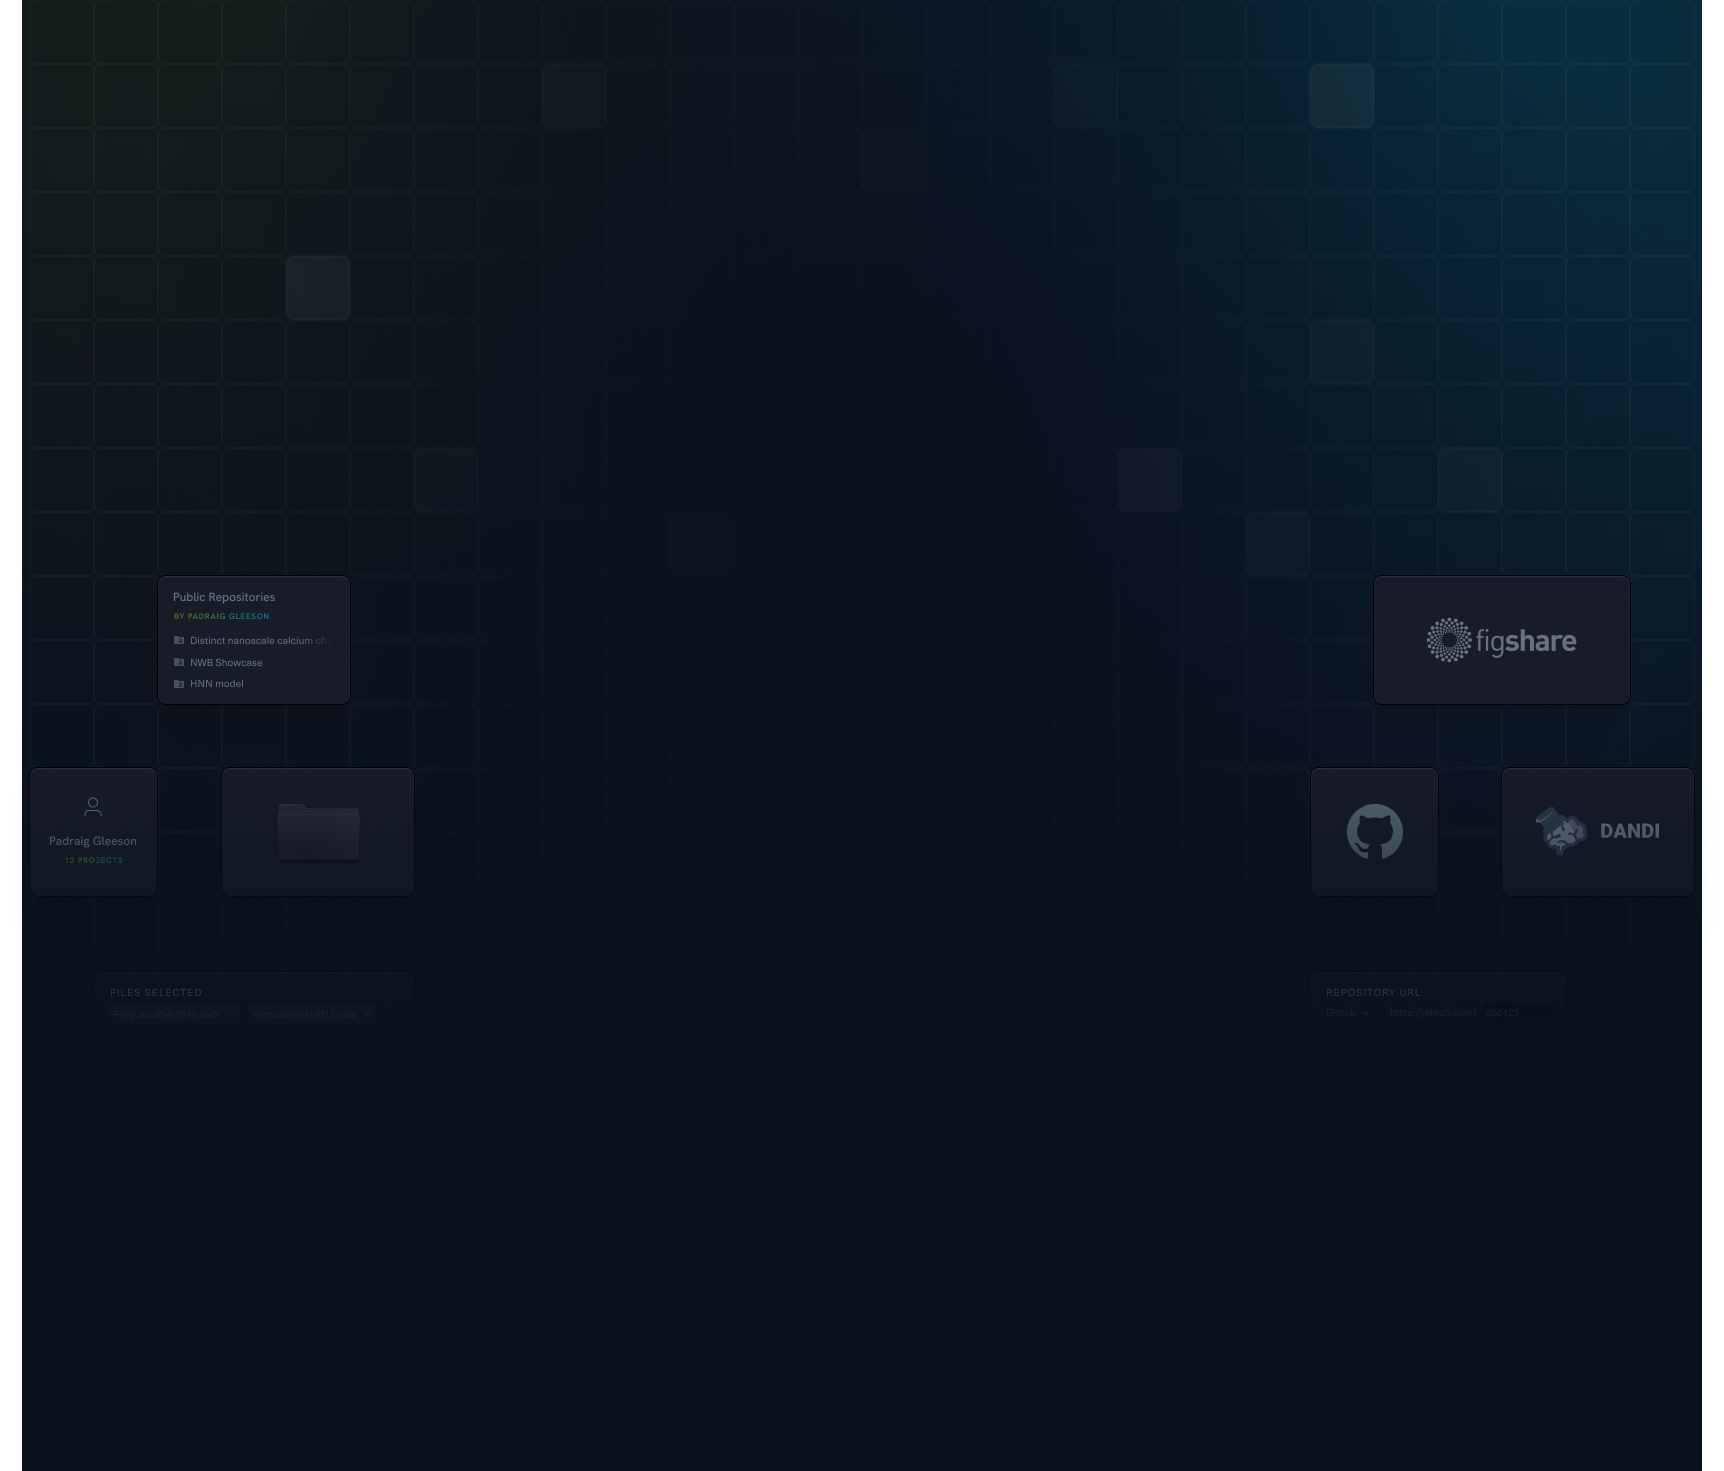 Public Repositories
BY PADRAIG GLEESON
Distinct nanoscale calcium ch
NWB Showcase
HNN model
figshare
Padraig Gleeson
12 PROJECTS
DANDI
FILES SELECTED
FergusonEtAl2015.nwb
FergusonEtAl2013.nwb
REPOSITORY URL
Github https://github.com/ abc123